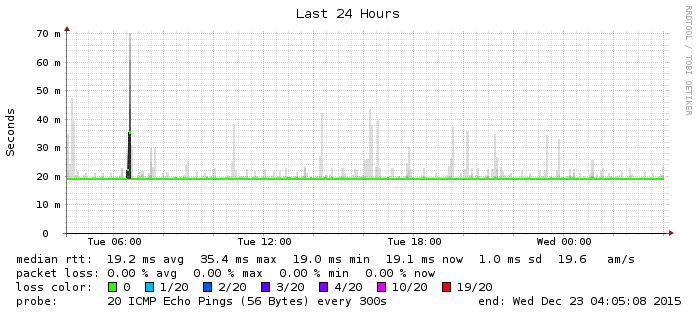 Last 24 Hours
RRDTOOL / TOBI OETIKER
Seconds
70 m
60 m
50 m
40 m
30 m
20 m
10 m
0
Tue 06:00 Tue 12:00 Tue 18:00 Wed 00:00
median rtt: 19.2 ms avg 35.4 ms max 19.0 ms min 19.1 ms now 1.0 ms sd 19.6 am/s
packet loss: 0.00 % avg 0.00 % max 0.00 % min 0.00 % now
loss color: 0 1/20 2/20 3/20 4/20 10/20 19/20
probe: 20 ICMP Echo Pings (56 Bytes) every 300s end: Wed Dec 23 04:05:08 2015